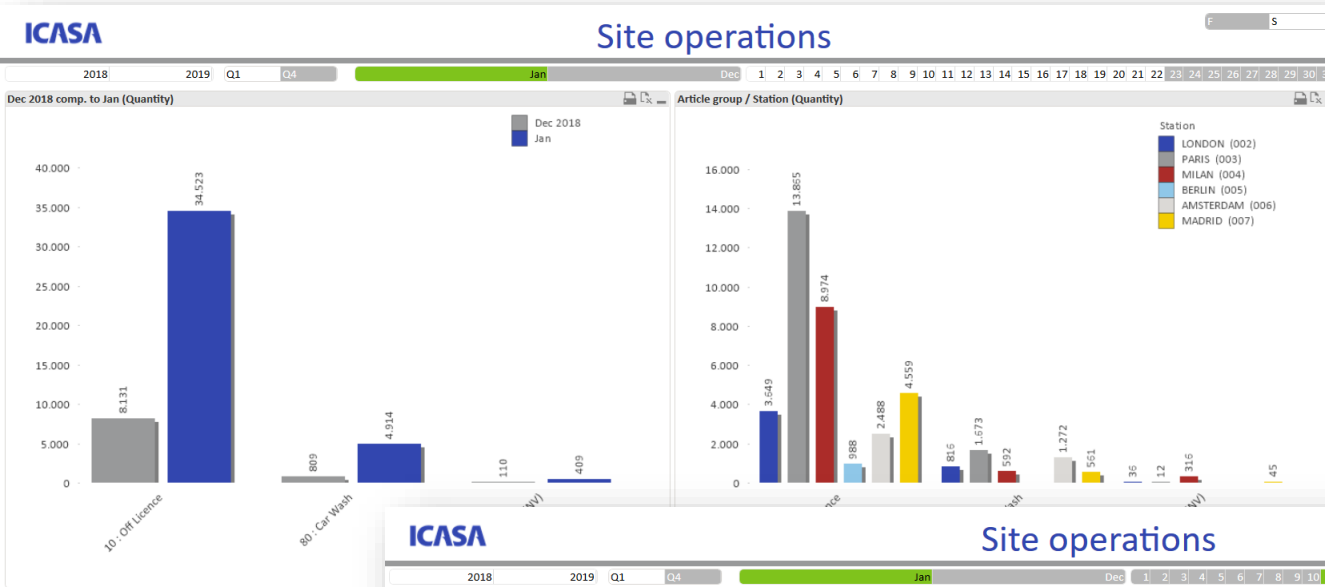 ICASA
Site operations
F S
2018 2019 Q1 Q4 Jan Dec 1 2 3 4 5 6 7 8 9 10 11 12 13 14 15 16 17 18 19 20 21 22 23 24 25 26 27 28 29 30
Dec 2018 comp. to Jan (Quantity)
Dec 2018
Jan
40.000
35.000
30.000
25.000
20.000
15.000
10.000
5.000
0
8.131
34.523
809
4.914
110
409
10 : Off Licence
80 : Car Wash
NV)
Article group / Station (Quantity)
Station
LONDON (002)
PARIS (003)
MILAN (004)
BERLIN (005)
AMSTERDAM (006)
MADRID (007)
16.000
14.000
12.000
10.000
8.000
6.000
4.000
2.000
0
3.649
13.865
8.974
988
2.488
4.559
816
1.673
592
1.272
561
36
12
316
45
nce
ash
NV)
ICASA
Site operations
2018 2019 Q1 Q4 Jan Dec 1 2 3 4 5 6 7 8 9 10